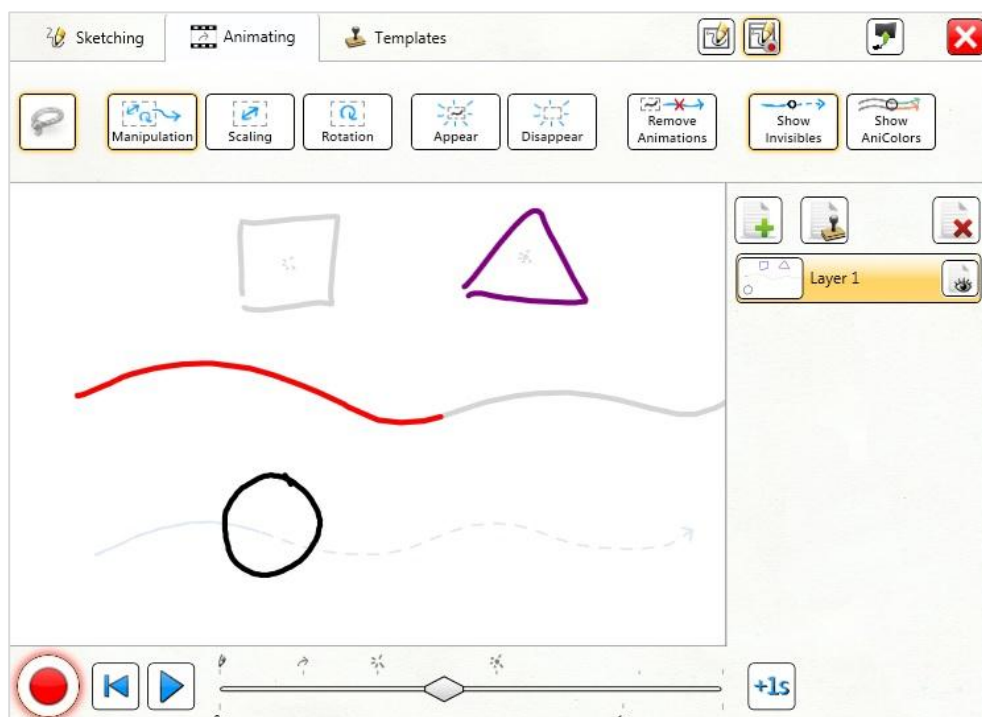 Sketching
Animating
Templates
Manipulation
Scaling
Rotation
Appear
Disappear
Remove
Animations
Show
Invisibles
Show
AniColors
Layer 1
+1s